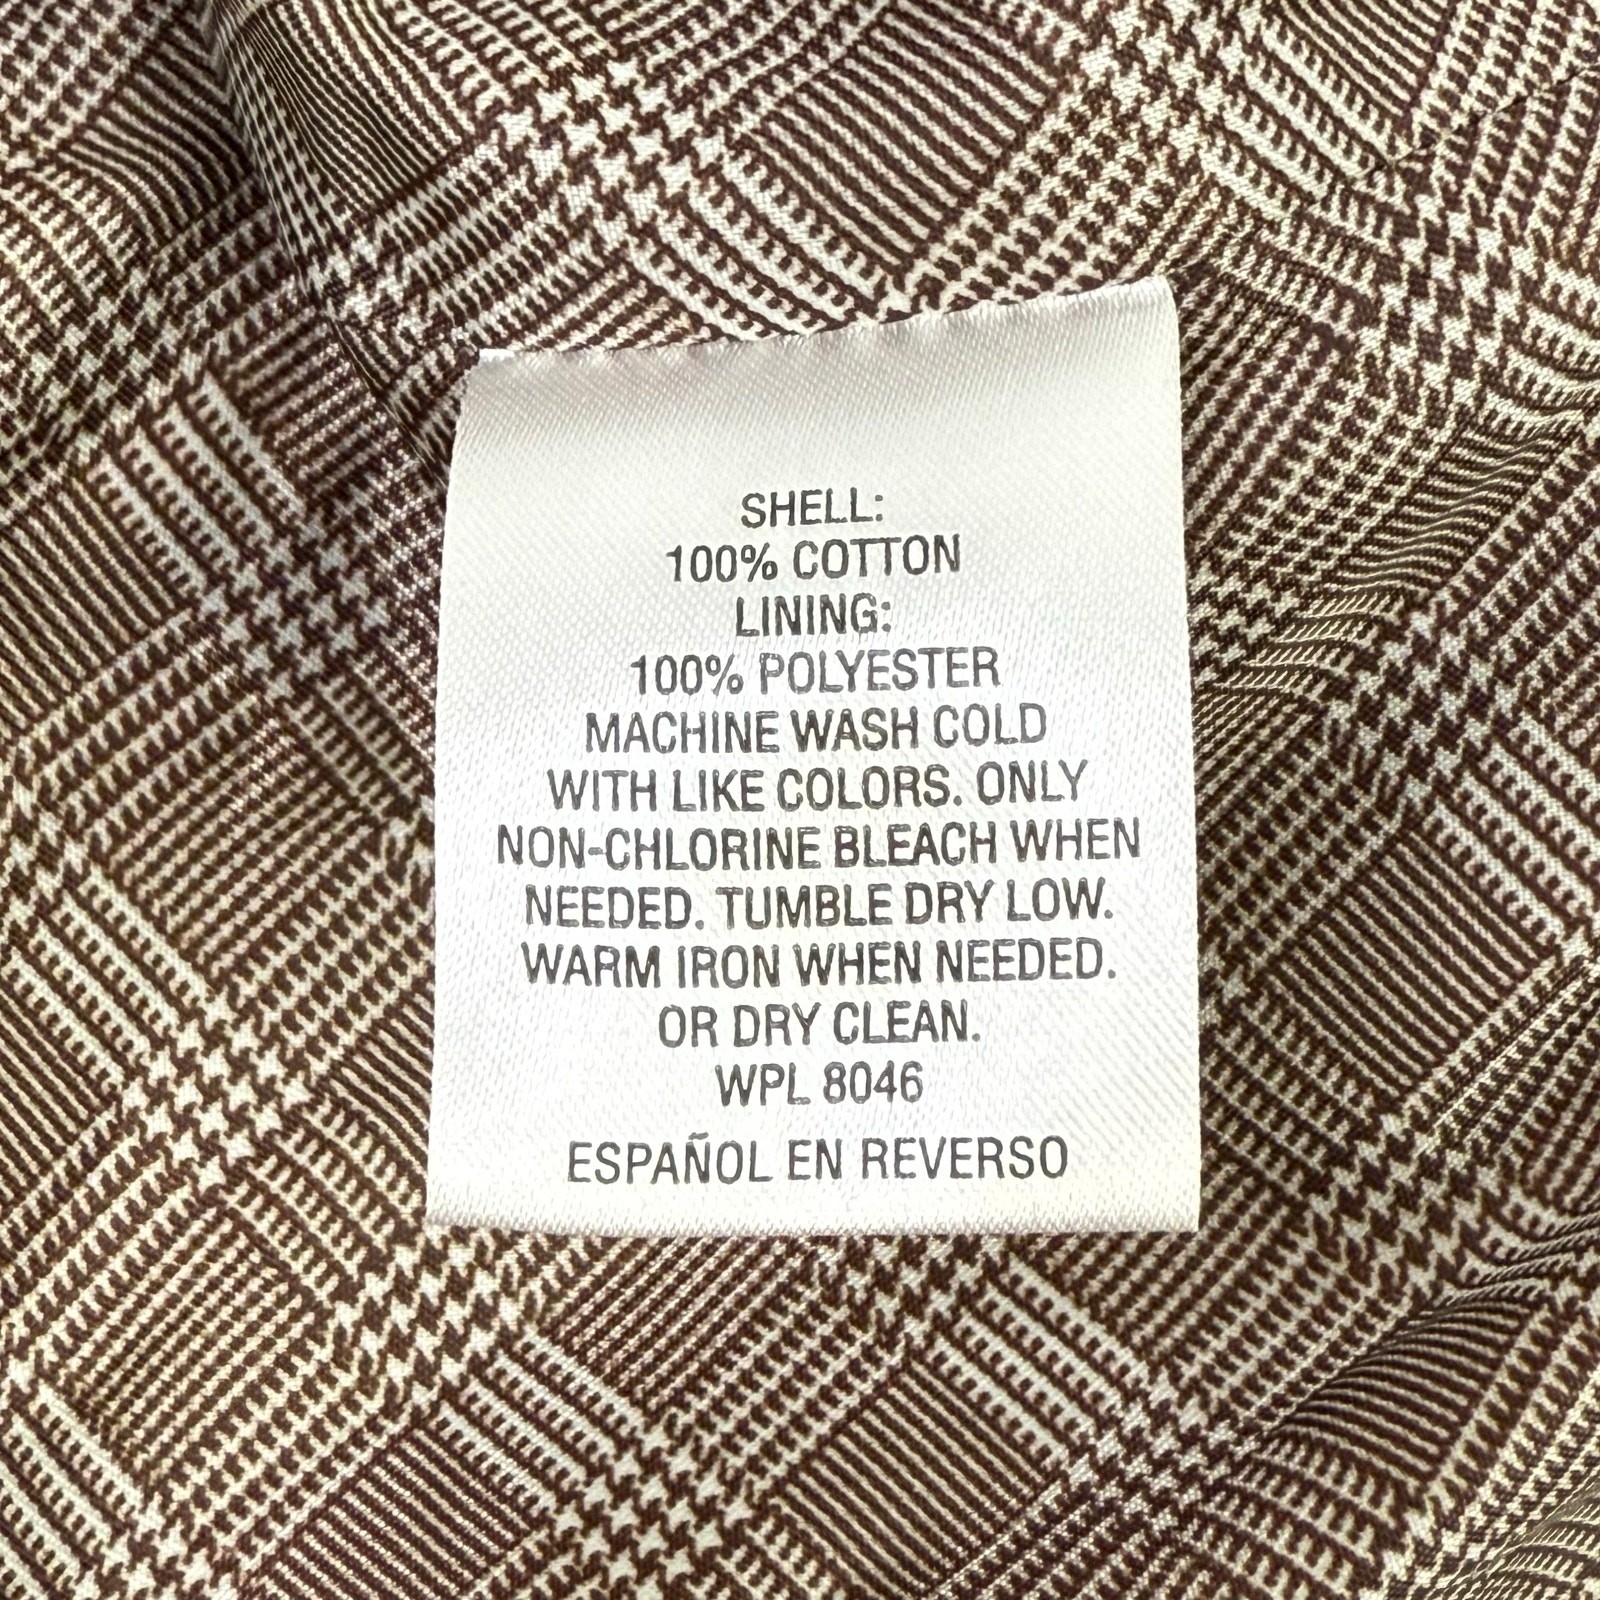 SHELL:
100% COTTON
LINING:
100% POLYESTER
MACHINE WASH COLD
WITH LIKE COLORS. ONLY
NON-CHLORINE BLEACH WHEN
NEEDED. TUMBLE DRY LOW.
WARM IRON WHEN NEEDED.
OR DRY CLEAN.
WPL 8046
ESPAÑOL EN REVERSO